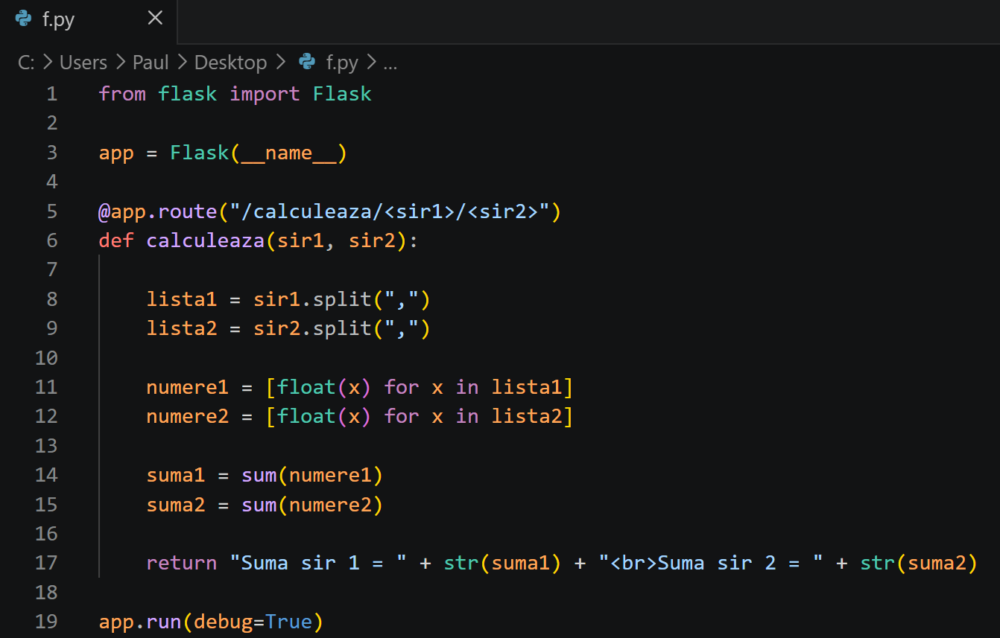 f.py
C: > Users > Paul > Desktop > f.py > ...
1 from flask import Flask
2
3 app = Flask(__name__)
4
5 @app.route("/calculeaza/<sir1>/<sir2>")
6 def calculeaza(sir1, sir2):
7
8     lista1 = sir1.split(",")
9     lista2 = sir2.split(",")
10
11     numere1 = [float(x) for x in lista1]
12     numere2 = [float(x) for x in lista2]
13
14     suma1 = sum(numere1)
15     suma2 = sum(numere2)
16
17     return "Suma sir 1 = " + str(suma1) + "<br>Suma sir 2 = " + str(suma2)
18
19 app.run(debug=True)